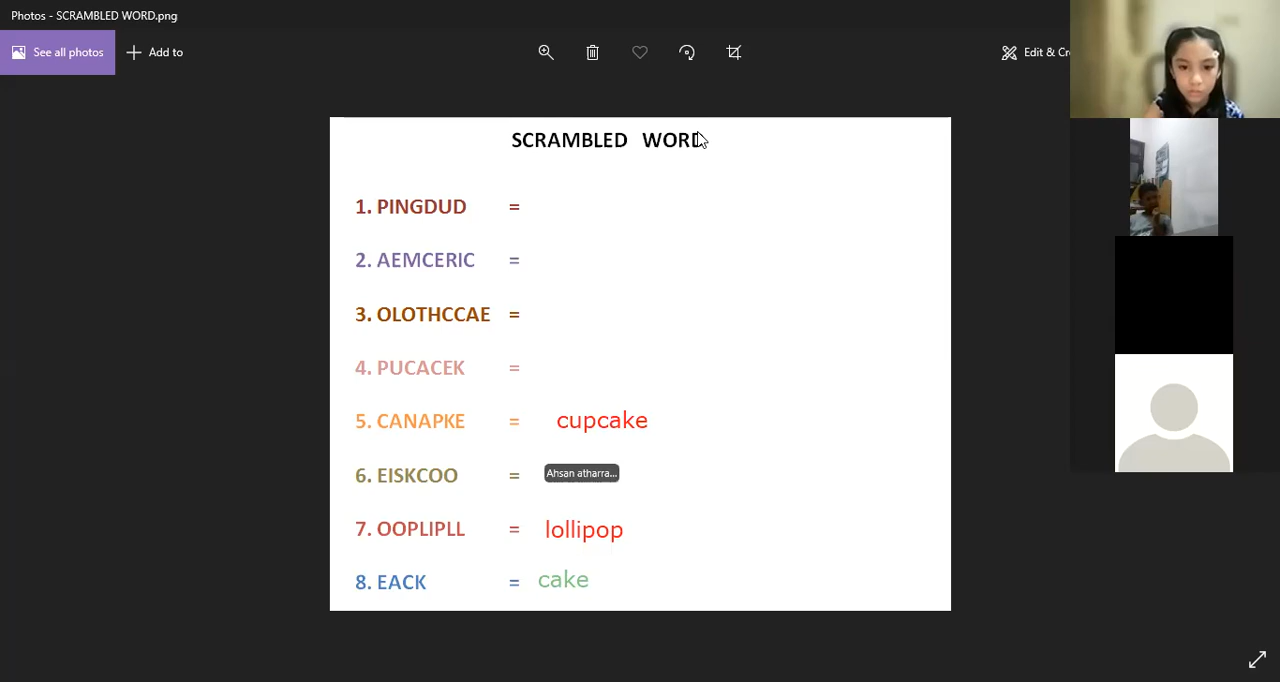 Photos - SCRAMBLED WORD.png
See all photos Add to Edit & Cr
SCRAMBLED WORD
1. PINGDUD =
2. AEMCERIC =
3. OLOTHCCAE =
4. PUCACEK =
5. CANAPKE = cupcake
6. EISKCOO = Ahsan atharra...
7. OOPLIPLL = lollipop
8. EACK = cake